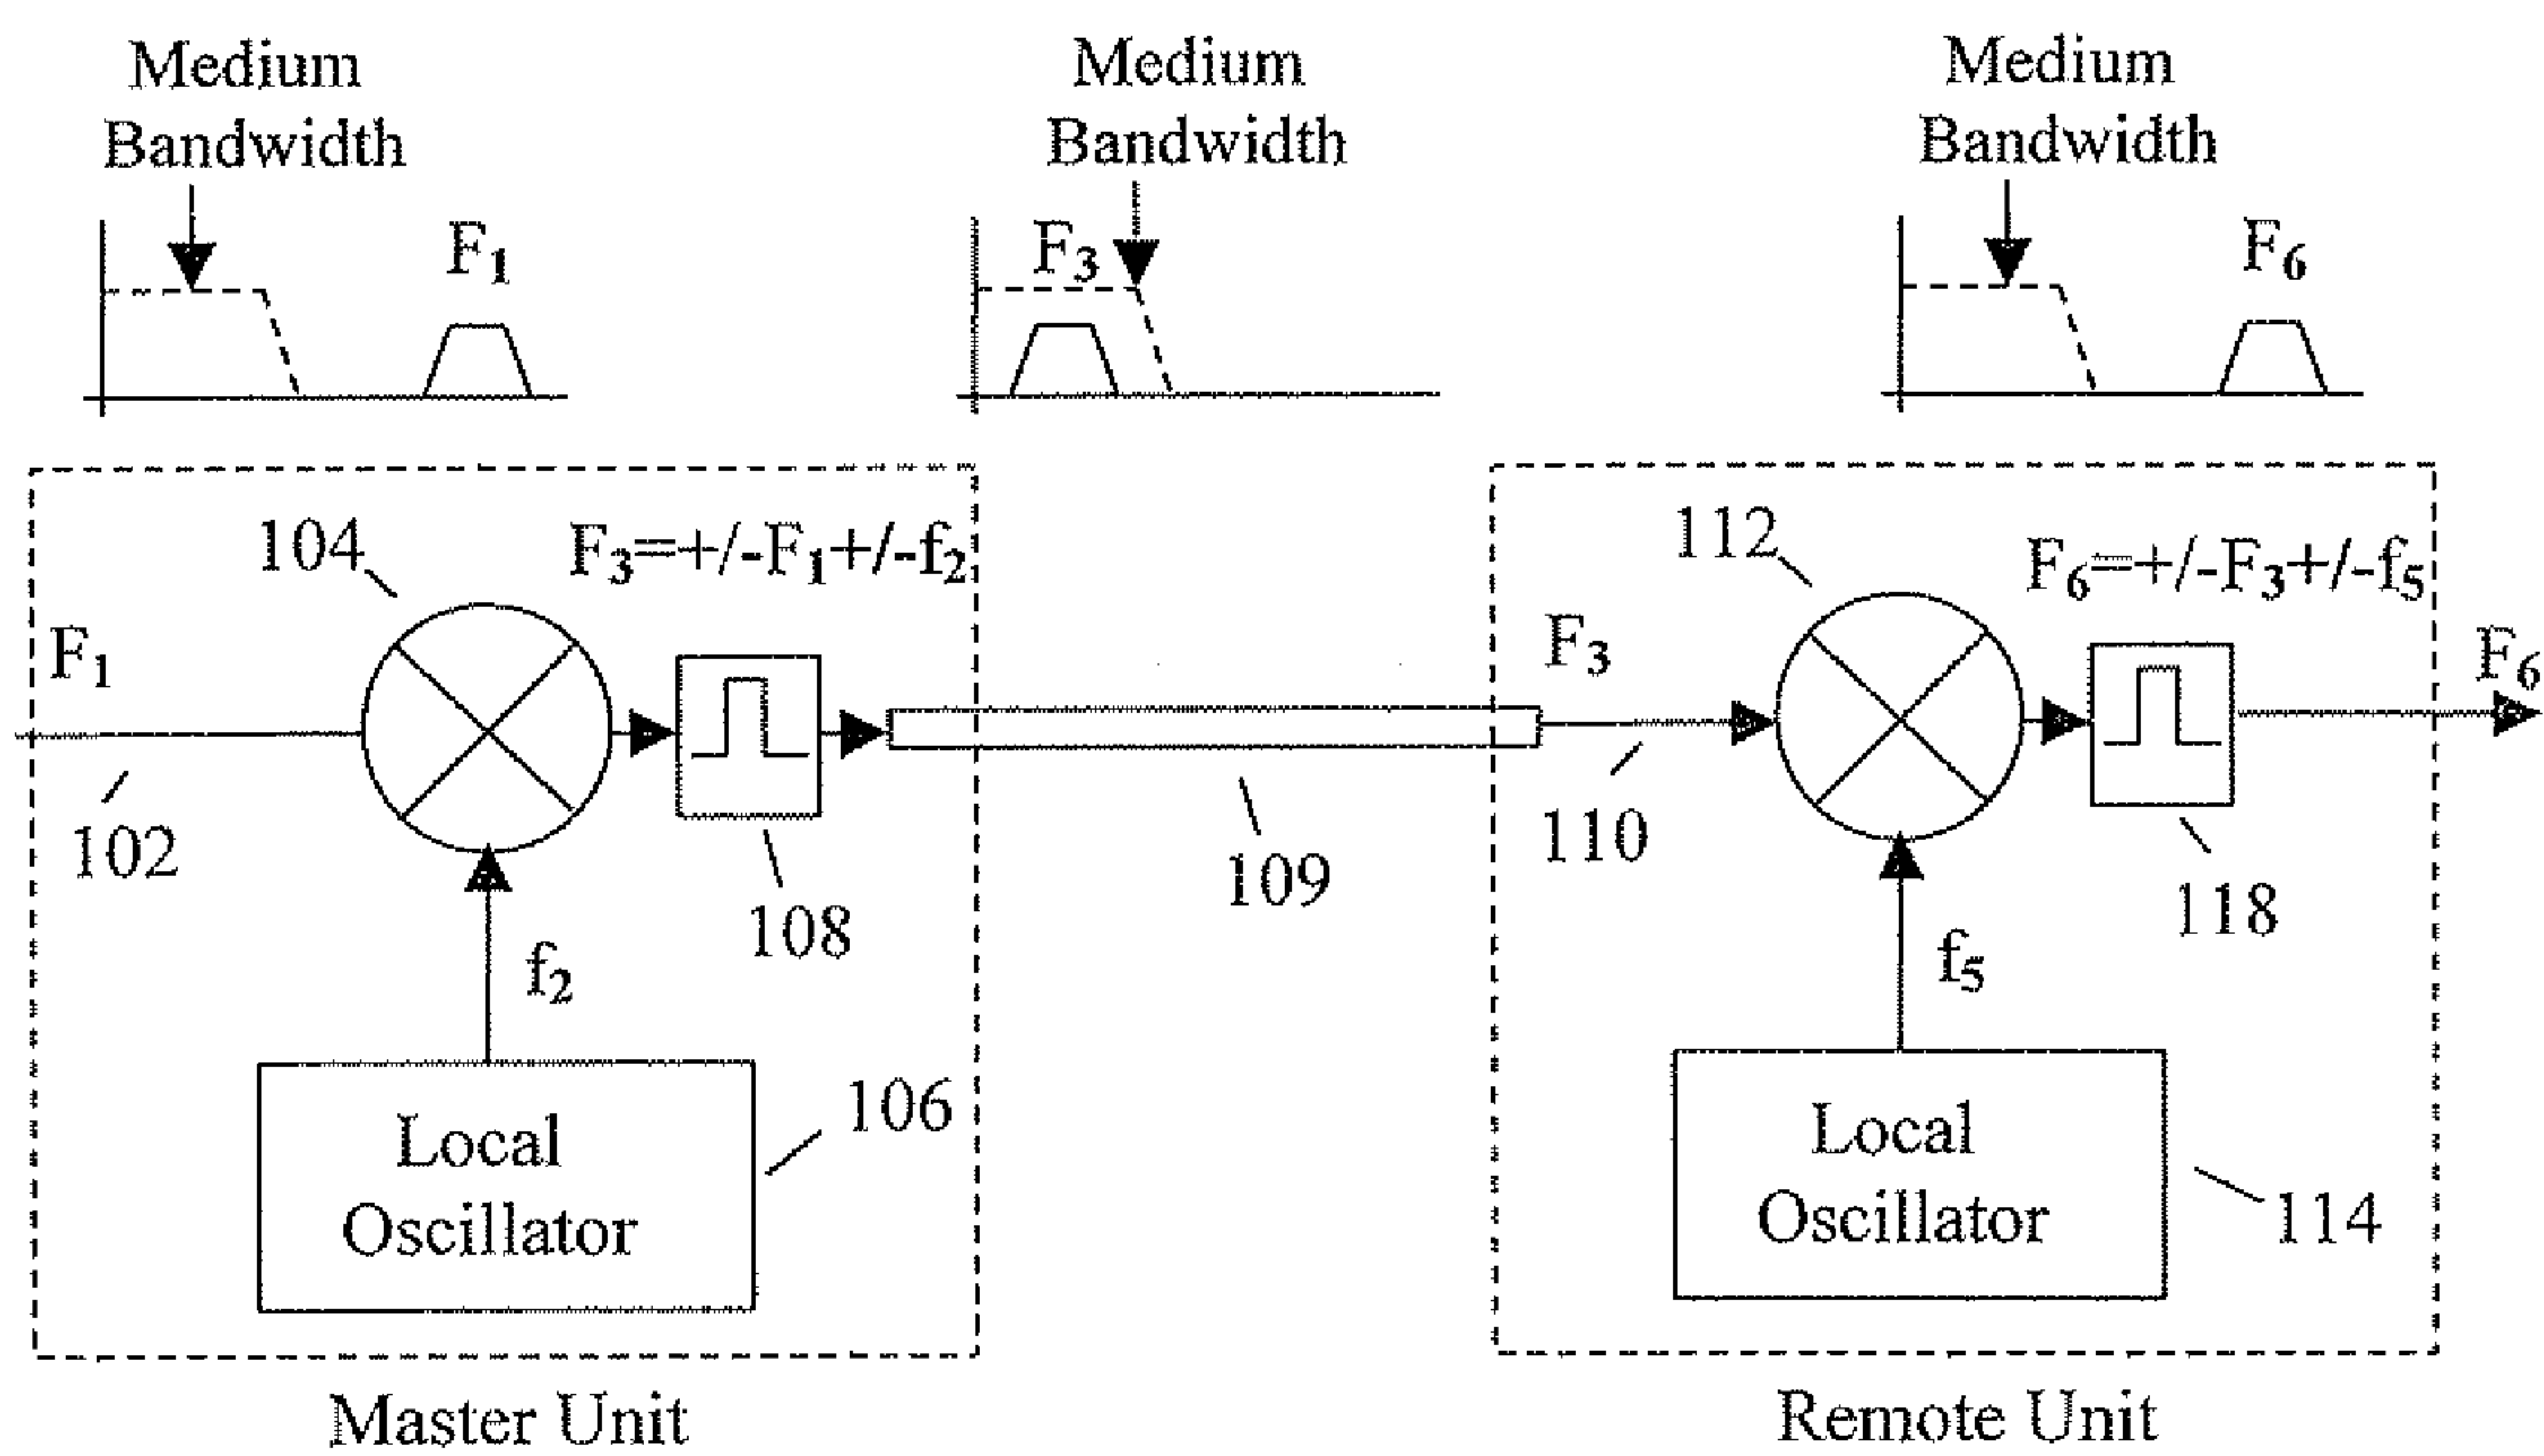 Medium
Bandwidth
F1
Medium
Bandwidth
F3
Medium
Bandwidth
F6
104
F3=+/-F1+/-f2
112
F6=+/-F3+/-f5
F1
F3
F6
102
108
109
110
118
f2
f5
Local
Oscillator
106
Local
Oscillator
114
Master Unit
Remote Unit